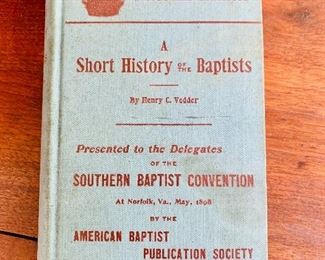 A
Short History OF THE Baptists
By Henry C. Vedder
Presented to the Delegates
OF THE
SOUTHERN BAPTIST CONVENTION
At Norfolk, Va., May, 1898
BY THE
AMERICAN BAPTIST
PUBLICATION SOCIETY